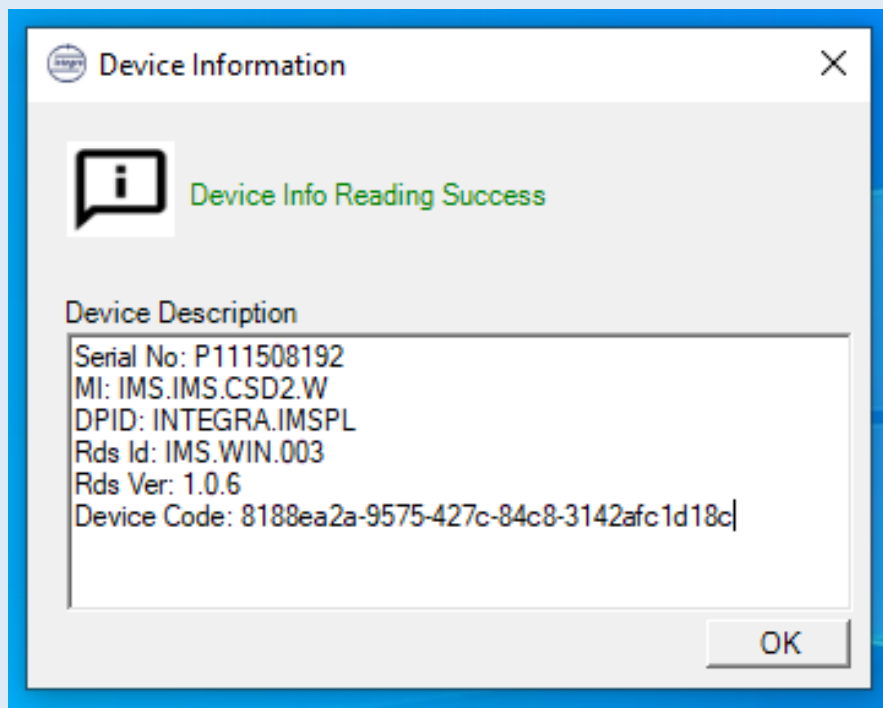 Device Information
Device Info Reading Success
Device Description
Serial No: P111508192
MI: IMS.IMS.CSD2.W
DPID: INTEGRA.IMSPL
Rds Id: IMS.WIN.003
Rds Ver: 1.0.6
Device Code: 8188ea2a-9575-427c-84c8-3142afc1d18c
OK